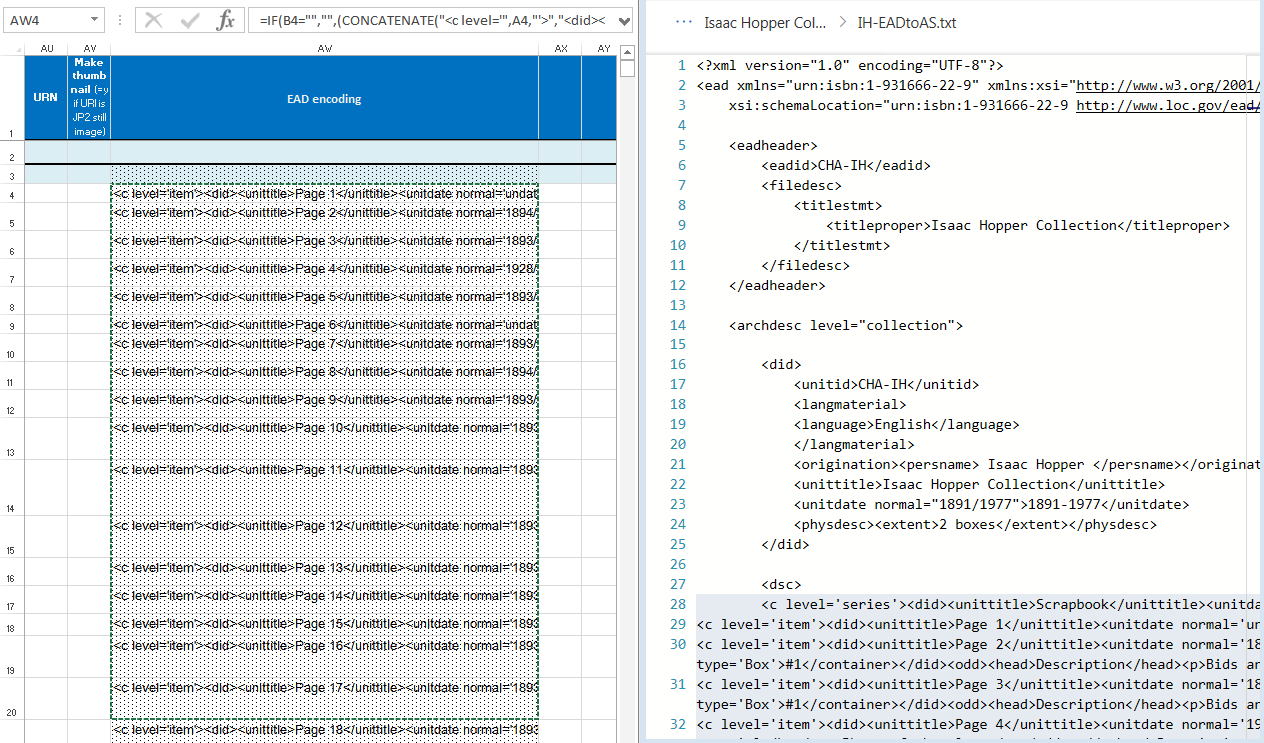 AW4
=IF(B4="","",(CONCATENATE("<c level='",A4,"'>","<did><
AU AV AW AX AY
URN
Make
thumb
nail (=y
if URI is
JP2 still
image)
EAD encoding
1
2
3
4 <c level='item'><did><unittitle>Page 1</unittitle><unitdate normal='undat
5 <c level='item'><did><unittitle>Page 2</unittitle><unitdate normal='1894/
6 <c level='item'><did><unittitle>Page 3</unittitle><unitdate normal='1893/
7 <c level='item'><did><unittitle>Page 4</unittitle><unitdate normal='1928/
8 <c level='item'><did><unittitle>Page 5</unittitle><unitdate normal='1893/
9 <c level='item'><did><unittitle>Page 6</unittitle><unitdate normal='undat
10 <c level='item'><did><unittitle>Page 7</unittitle><unitdate normal='1893/
11 <c level='item'><did><unittitle>Page 8</unittitle><unitdate normal='1894/
12 <c level='item'><did><unittitle>Page 9</unittitle><unitdate normal='1893/
13 <c level='item'><did><unittitle>Page 10</unittitle><unitdate normal='1893
14 <c level='item'><did><unittitle>Page 11</unittitle><unitdate normal='1893
15 <c level='item'><did><unittitle>Page 12</unittitle><unitdate normal='1893
16 <c level='item'><did><unittitle>Page 13</unittitle><unitdate normal='1893
17 <c level='item'><did><unittitle>Page 14</unittitle><unitdate normal='1893
18 <c level='item'><did><unittitle>Page 15</unittitle><unitdate normal='1893
19 <c level='item'><did><unittitle>Page 16</unittitle><unitdate normal='1893
20 <c level='item'><did><unittitle>Page 17</unittitle><unitdate normal='1893
<c level='item'><did><unittitle>Page 18</unittitle><unitdate normal='1893
··· Isaac Hopper Col... > IH-EADtoAS.txt
1 <?xml version="1.0" encoding="UTF-8"?>
2 <ead xmlns="urn:isbn:1-931666-22-9" xmlns:xsi="http://www.w3.org/2001/
3 xsi:schemaLocation="urn:isbn:1-931666-22-9 http://www.loc.gov/ead/
4
5 <eadheader>
6 <eadid>CHA-IH</eadid>
7 <filedesc>
8 <titlestmt>
9 <titleproper>Isaac Hopper Collection</titleproper>
10 </titlestmt>
11 </filedesc>
12 </eadheader>
13
14 <archdesc level="collection">
15
16 <did>
17 <unitid>CHA-IH</unitid>
18 <langmaterial>
19 <language>English</language>
20 </langmaterial>
21 <origination><persname> Isaac Hopper </persname></originat
22 <unittitle>Isaac Hopper Collection</unittitle>
23 <unitdate normal="1891/1977">1891-1977</unitdate>
24 <physdesc><extent>2 boxes</extent></physdesc>
25 </did>
26
27 <dsc>
28 <c level='series'><did><unittitle>Scrapbook</unittitle><unitda
29 <c level='item'><did><unittitle>Page 1</unittitle><unitdate normal='un
30 <c level='item'><did><unittitle>Page 2</unittitle><unitdate normal='18
type='Box'>#1</container></did><odd><head>Description</head><p>Bids an
31 <c level='item'><did><unittitle>Page 3</unittitle><unitdate normal='18
type='Box'>#1</container></did><odd><head>Description</head><p>Bids an
32 <c level='item'><did><unittitle>Page 4</unittitle><unitdate normal='19